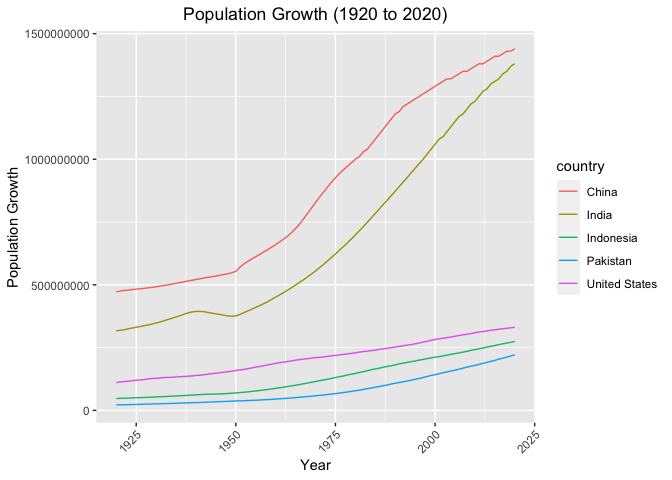 Population Growth (1920 to 2020)
1500000000
1000000000
500000000
0
Population Growth
1925
1950
1975
2000
2025
Year
country
China
India
Indonesia
Pakistan
United States